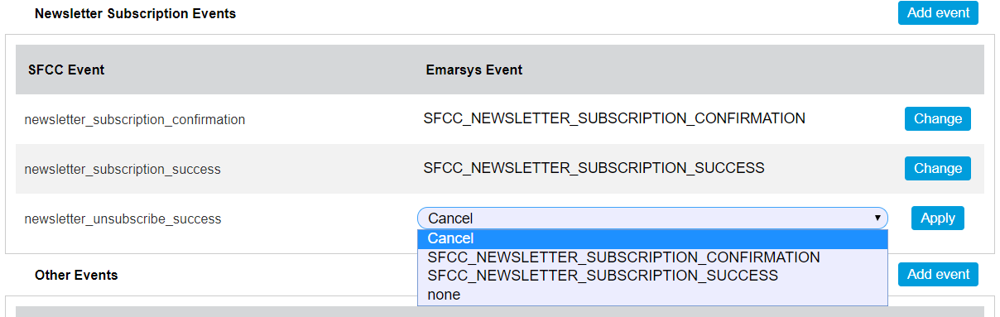 Newsletter Subscription Events Add event
SFCC Event Emarsys Event
newsletter_subscription_confirmation SFCC_NEWSLETTER_SUBSCRIPTION_CONFIRMATION Change
newsletter_subscription_success SFCC_NEWSLETTER_SUBSCRIPTION_SUCCESS Change
newsletter_unsubscribe_success Cancel Apply
Cancel
SFCC_NEWSLETTER_SUBSCRIPTION_CONFIRMATION
SFCC_NEWSLETTER_SUBSCRIPTION_SUCCESS
Other Events Add event
none